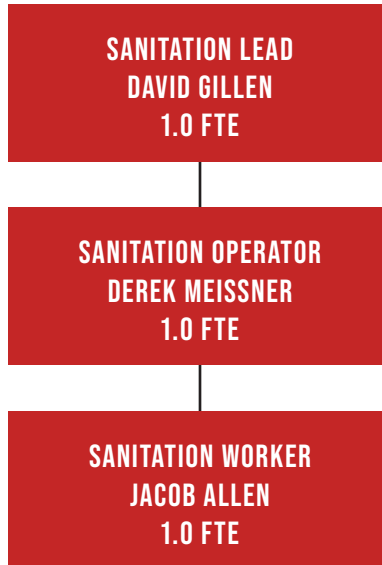 SANITATION LEAD
DAVID GILLEN
1.0 FTE
SANITATION OPERATOR
DEREK MEISSNER
1.0 FTE
SANITATION WORKER
JACOB ALLEN
1.0 FTE